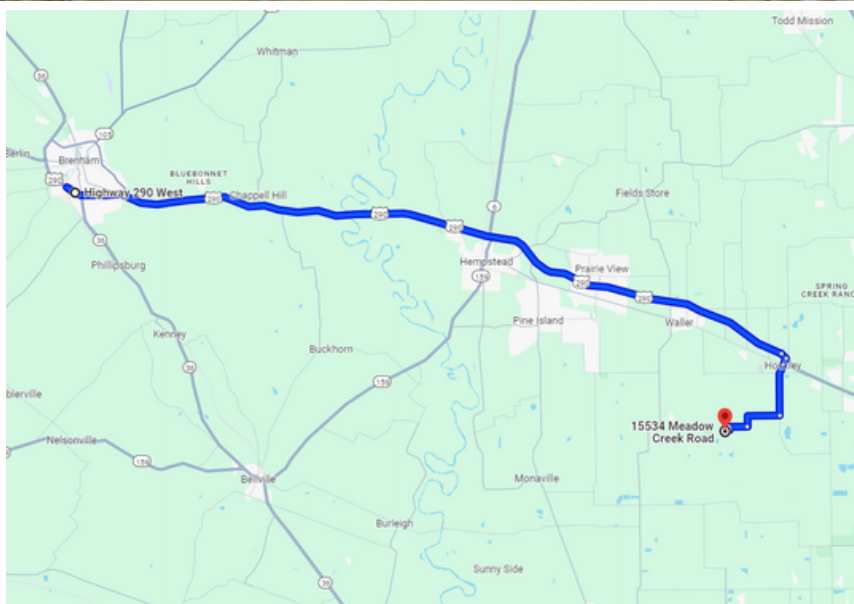 Todd Mission
Whitman
36
105
Berlin
Brenham
BLUEBONNET
HILLS
290
Highway 290 West
290
Chappell Hill
Fields Store
6
290
290
36
Phillipsburg
Hempstead
159
Prairie View
290
290
SPRING
CREEK RANC
Pine Island
Waller
Kenney
Buckhorn
36
159
15534 Meadow
Creek Road
Nelsonville
159
Bellville
Monaville
Burleigh
Sunny Side
36